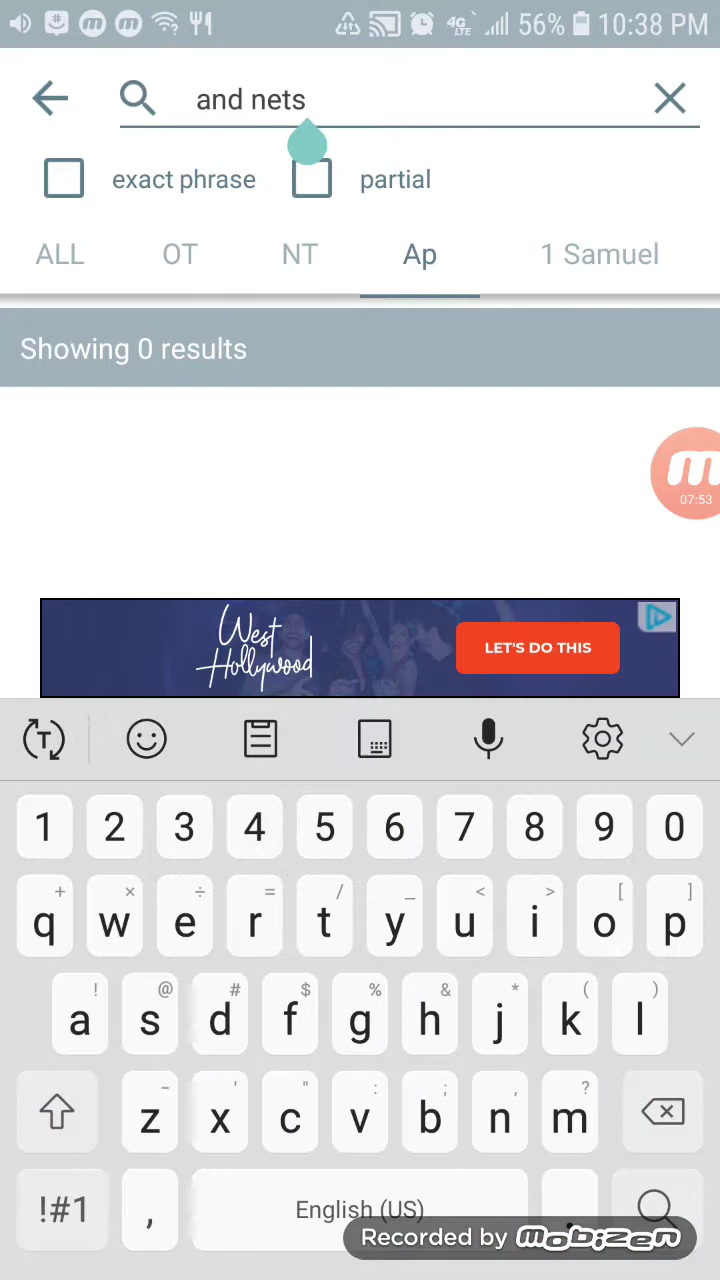 4G LTE 56% 10:38 PM
and nets
exact phrase partial
ALL OT NT Ap 1 Samuel
Showing 0 results
m
07:53
West Hollywood
LET'S DO THIS
T
1 2 3 4 5 6 7 8 9 0
+ × ÷ = / _ < > [ ]
q w e r t y u i o p
! @ # $ % & * ( )
a s d f g h j k l
- ' " : ; , ?
z x c v b n m
!#1 , English (US) .
Recorded by mobizen